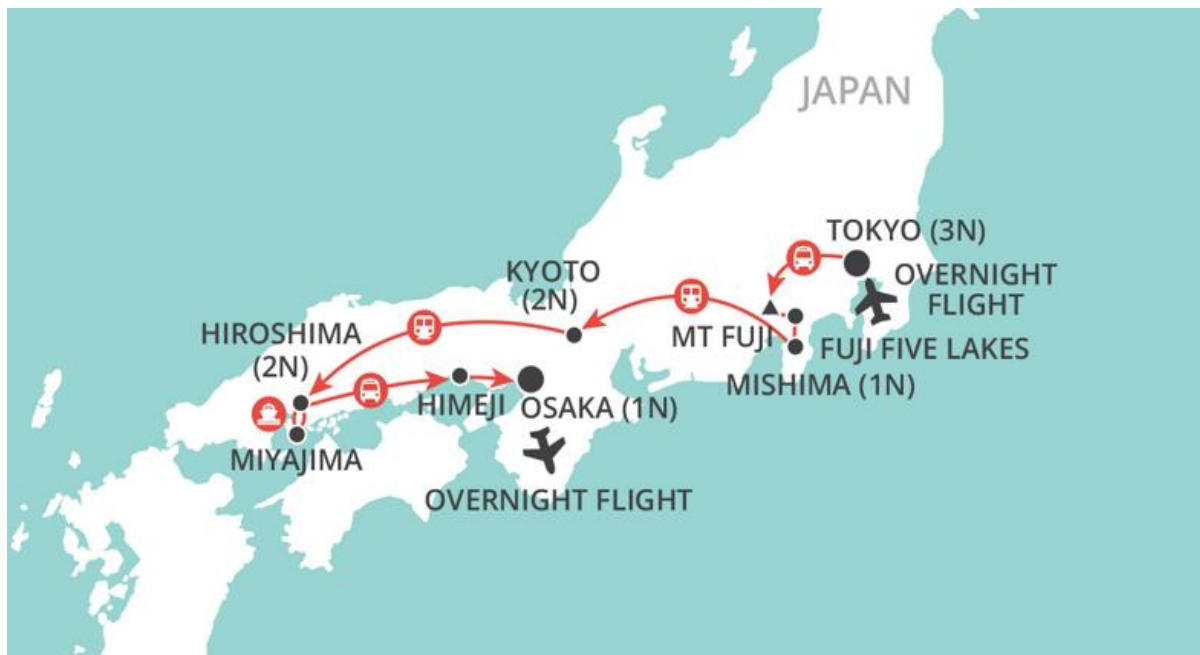 JAPAN
TOKYO (3N)
OVERNIGHT
FLIGHT
KYOTO
(2N)
MT FUJI
FUJI FIVE LAKES
MISHIMA (1N)
HIROSHIMA
(2N)
HIMEJI
OSAKA (1N)
MIYAJIMA
OVERNIGHT FLIGHT